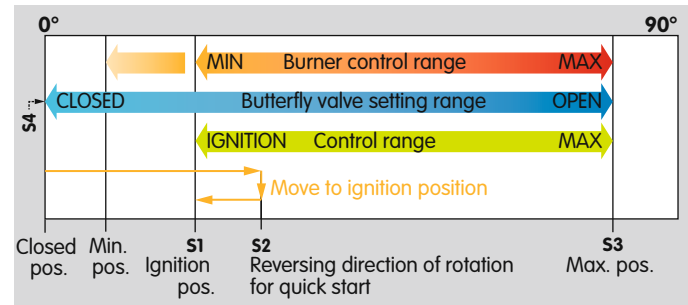 0° 90°
MIN Burner control range MAX
CLOSED Butterfly valve setting range OPEN
S4
IGNITION Control range MAX
Move to ignition position
Closed pos.
Min. pos.
S1
Ignition pos.
S2
Reversing direction of rotation
for quick start
S3
Max. pos.